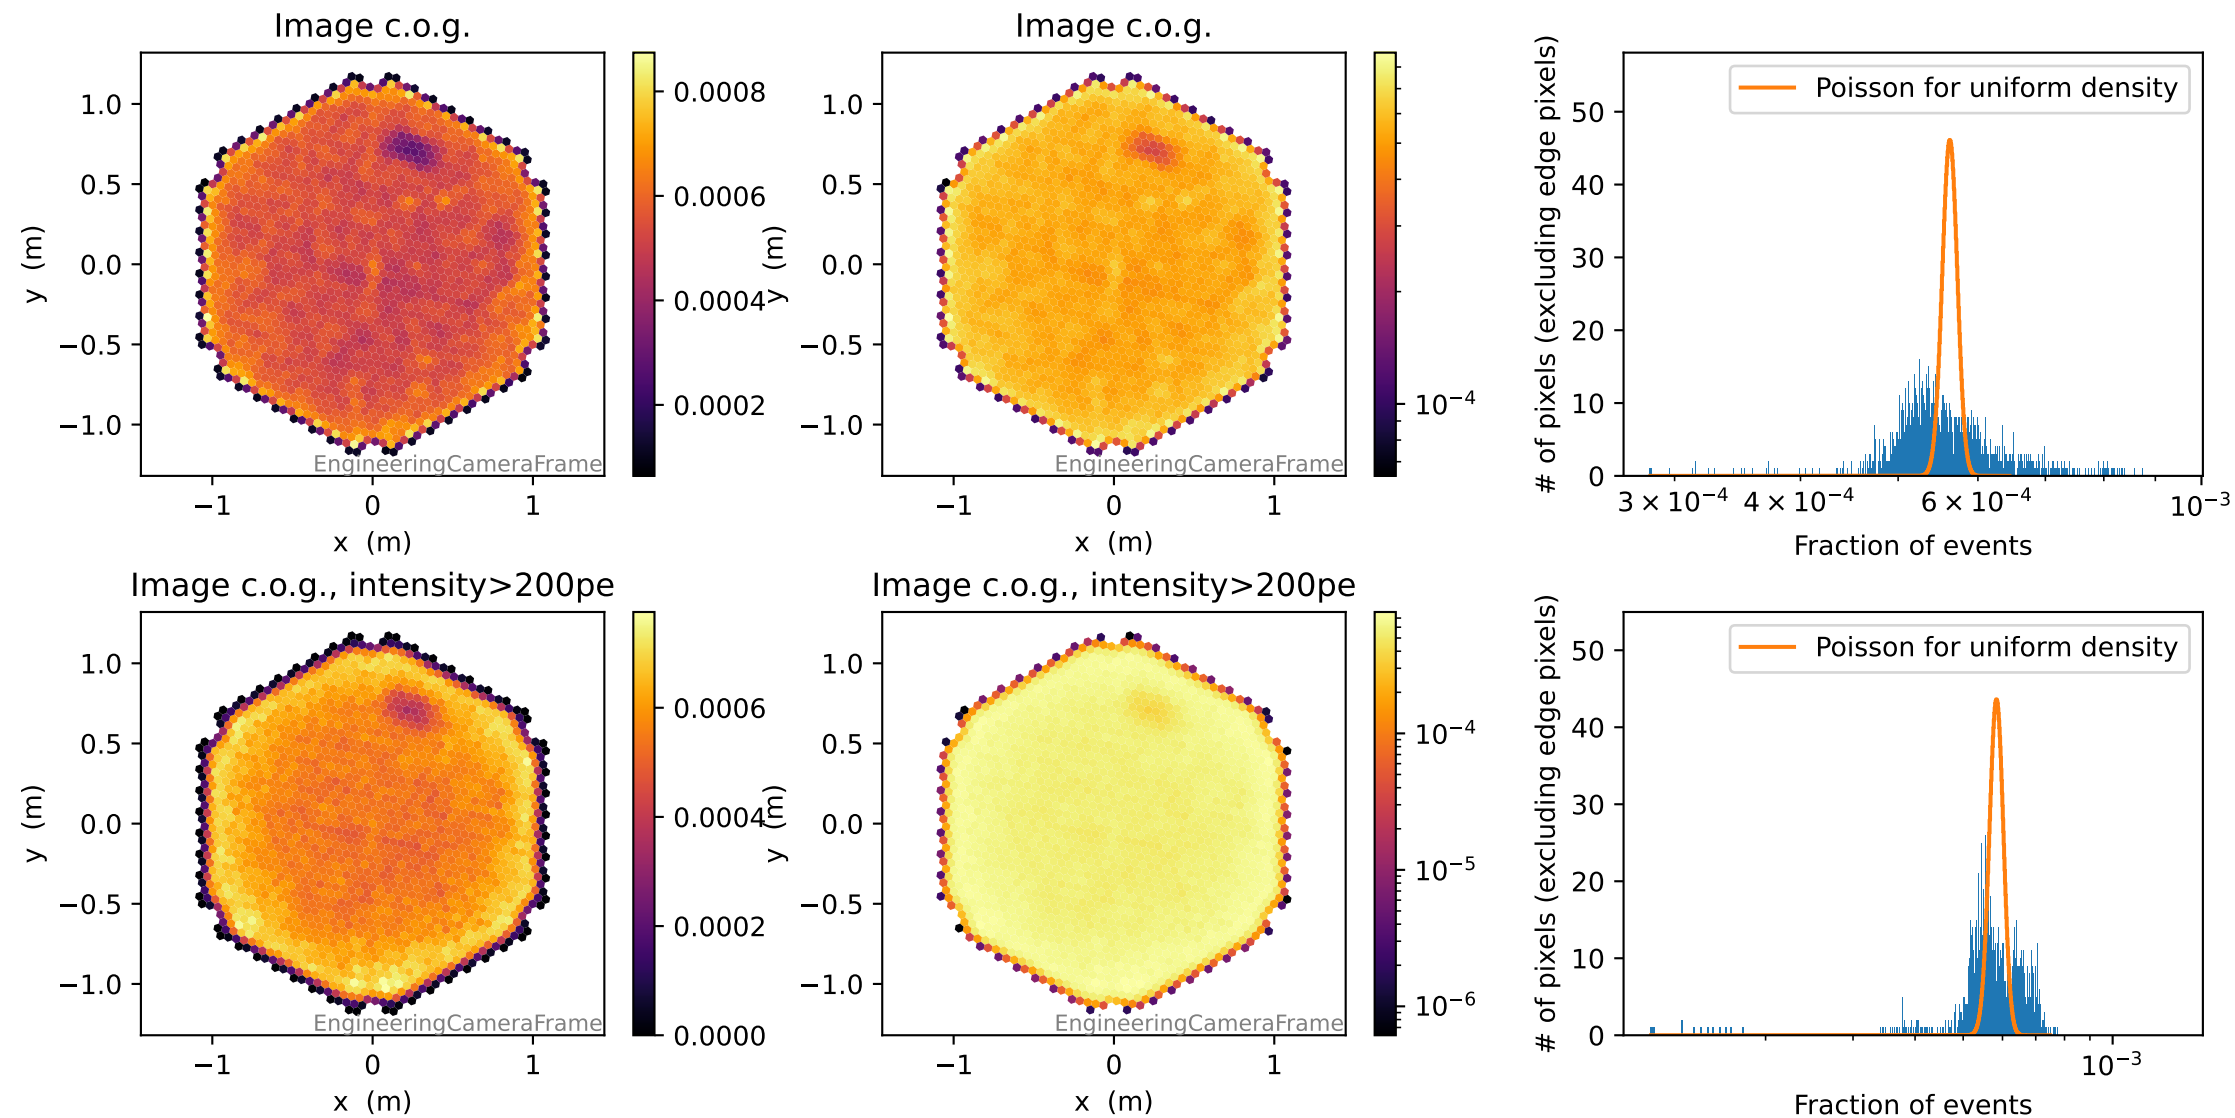 Image c.o.g.
y (m)
1.0
0.5
0.0
−0.5
−1.0
−1
0
1
x (m)
EngineeringCameraFrame
0.0008
0.0006
0.0004
0.0002
Image c.o.g.
y (m)
1.0
0.5
0.0
−0.5
−1.0
−1
0
1
x (m)
EngineeringCameraFrame
10⁻⁴
# of pixels (excluding edge pixels)
50
40
30
20
10
0
Poisson for uniform density
3 × 10⁻⁴
4 × 10⁻⁴
6 × 10⁻⁴
10⁻³
Fraction of events
Image c.o.g., intensity>200pe
y (m)
1.0
0.5
0.0
−0.5
−1.0
−1
0
1
x (m)
EngineeringCameraFrame
0.0006
0.0004
0.0002
0.0000
Image c.o.g., intensity>200pe
y (m)
1.0
0.5
0.0
−0.5
−1.0
−1
0
1
x (m)
EngineeringCameraFrame
10⁻⁴
10⁻⁵
10⁻⁶
# of pixels (excluding edge pixels)
50
40
30
20
10
0
Poisson for uniform density
10⁻³
Fraction of events